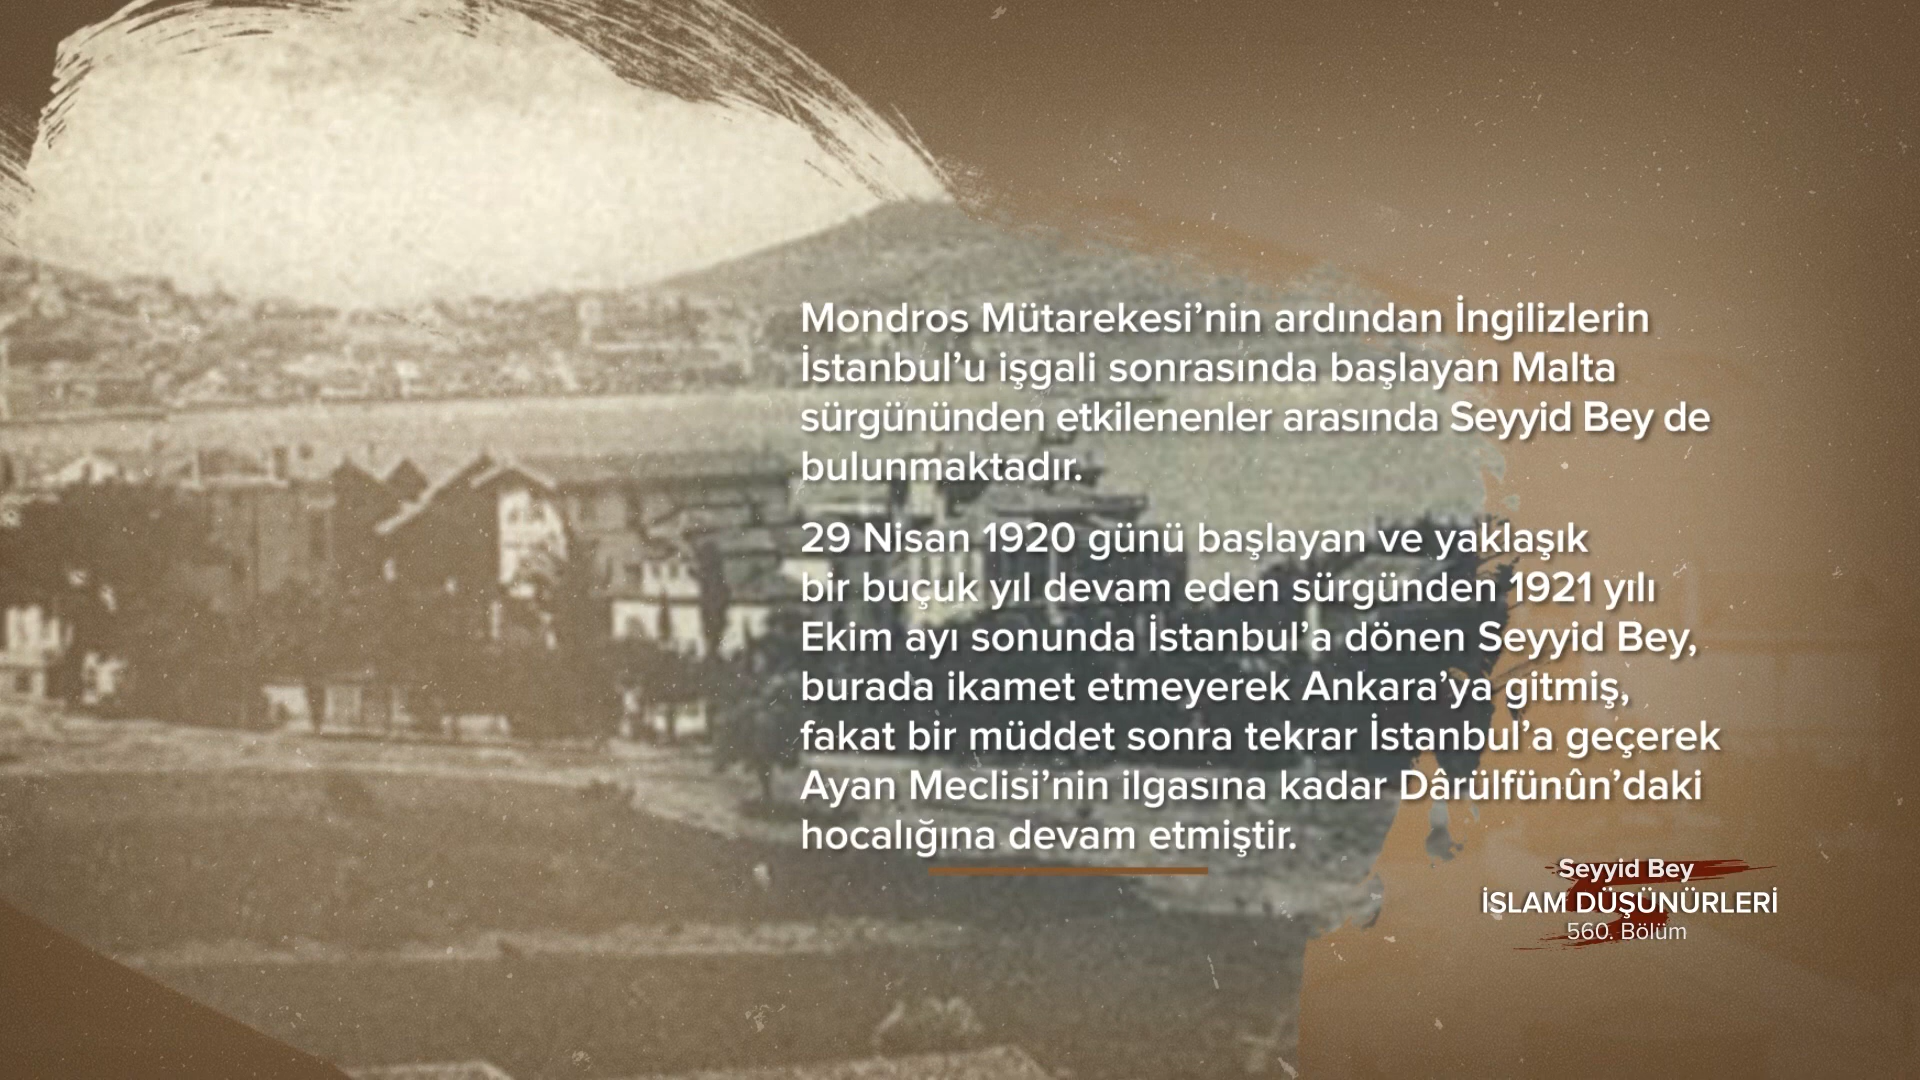 Mondros Mütarekesi’nin ardından İngilizlerin
İstanbul’u işgali sonrasında başlayan Malta
sürgününden etkilenenler arasında Seyyid Bey de
bulunmaktadır.
29 Nisan 1920 günü başlayan ve yaklaşık
bir buçuk yıl devam eden sürgünden 1921 yılı
Ekim ayı sonunda İstanbul’a dönen Seyyid Bey,
burada ikamet etmeyerek Ankara’ya gitmiş,
fakat bir müddet sonra tekrar İstanbul’a geçerek
Ayan Meclisi’nin ilgasına kadar Dârülfünûn’daki
hocalığına devam etmiştir.
Seyyid Bey
İSLAM DÜŞÜNÜRLERİ
560. Bölüm